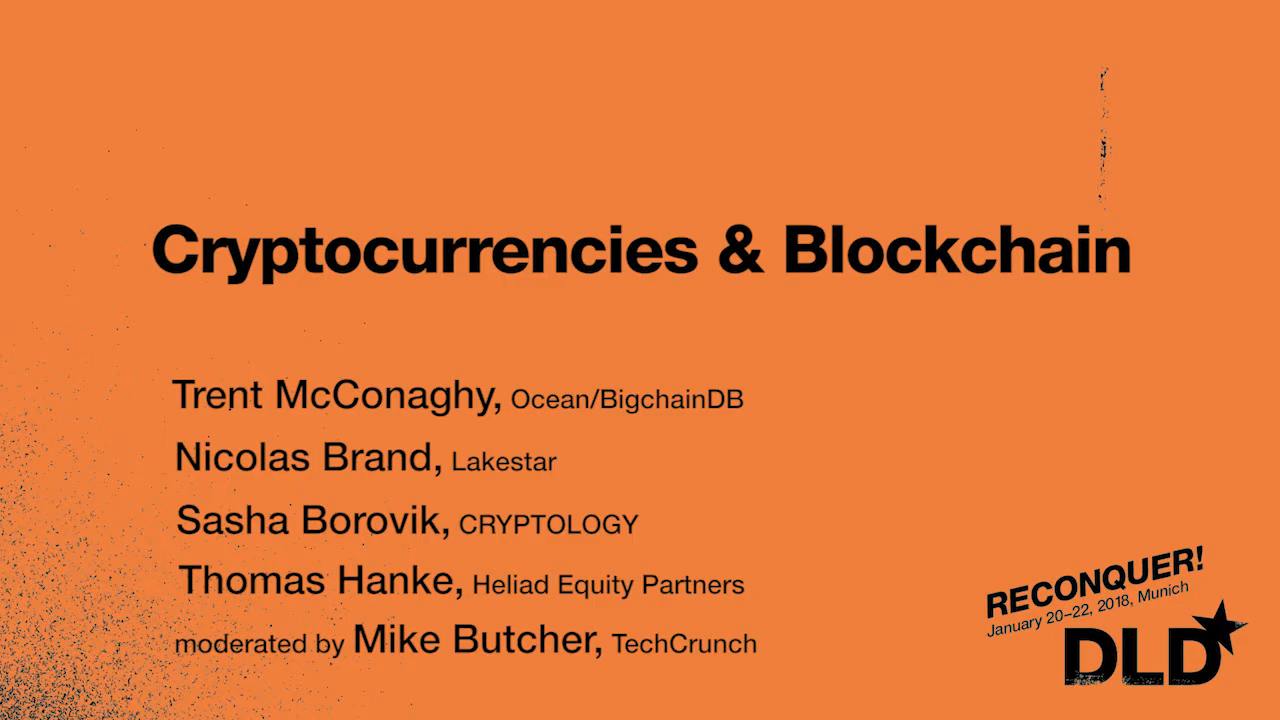 Cryptocurrencies & Blockchain
Trent McConaghy, Ocean/BigchainDB
Nicolas Brand, Lakestar
Sasha Borovik, CRYPTOLOGY
Thomas Hanke, Heliad Equity Partners
moderated by Mike Butcher, TechCrunch
RECONQUER!
January 20–22, 2018, Munich
DLD